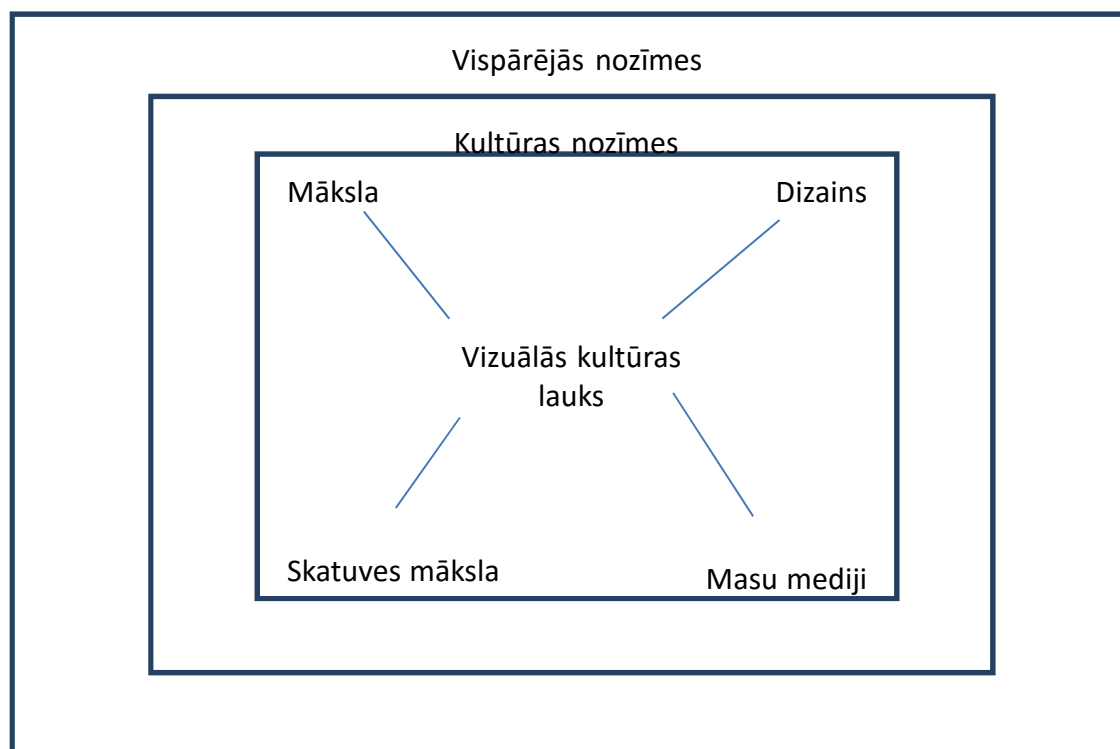 Vispārējās nozīmes
Kultūras nozīmes
Māksla
Dizains
Vizuālās kultūras
lauks
Skatuves māksla
Masu mediji